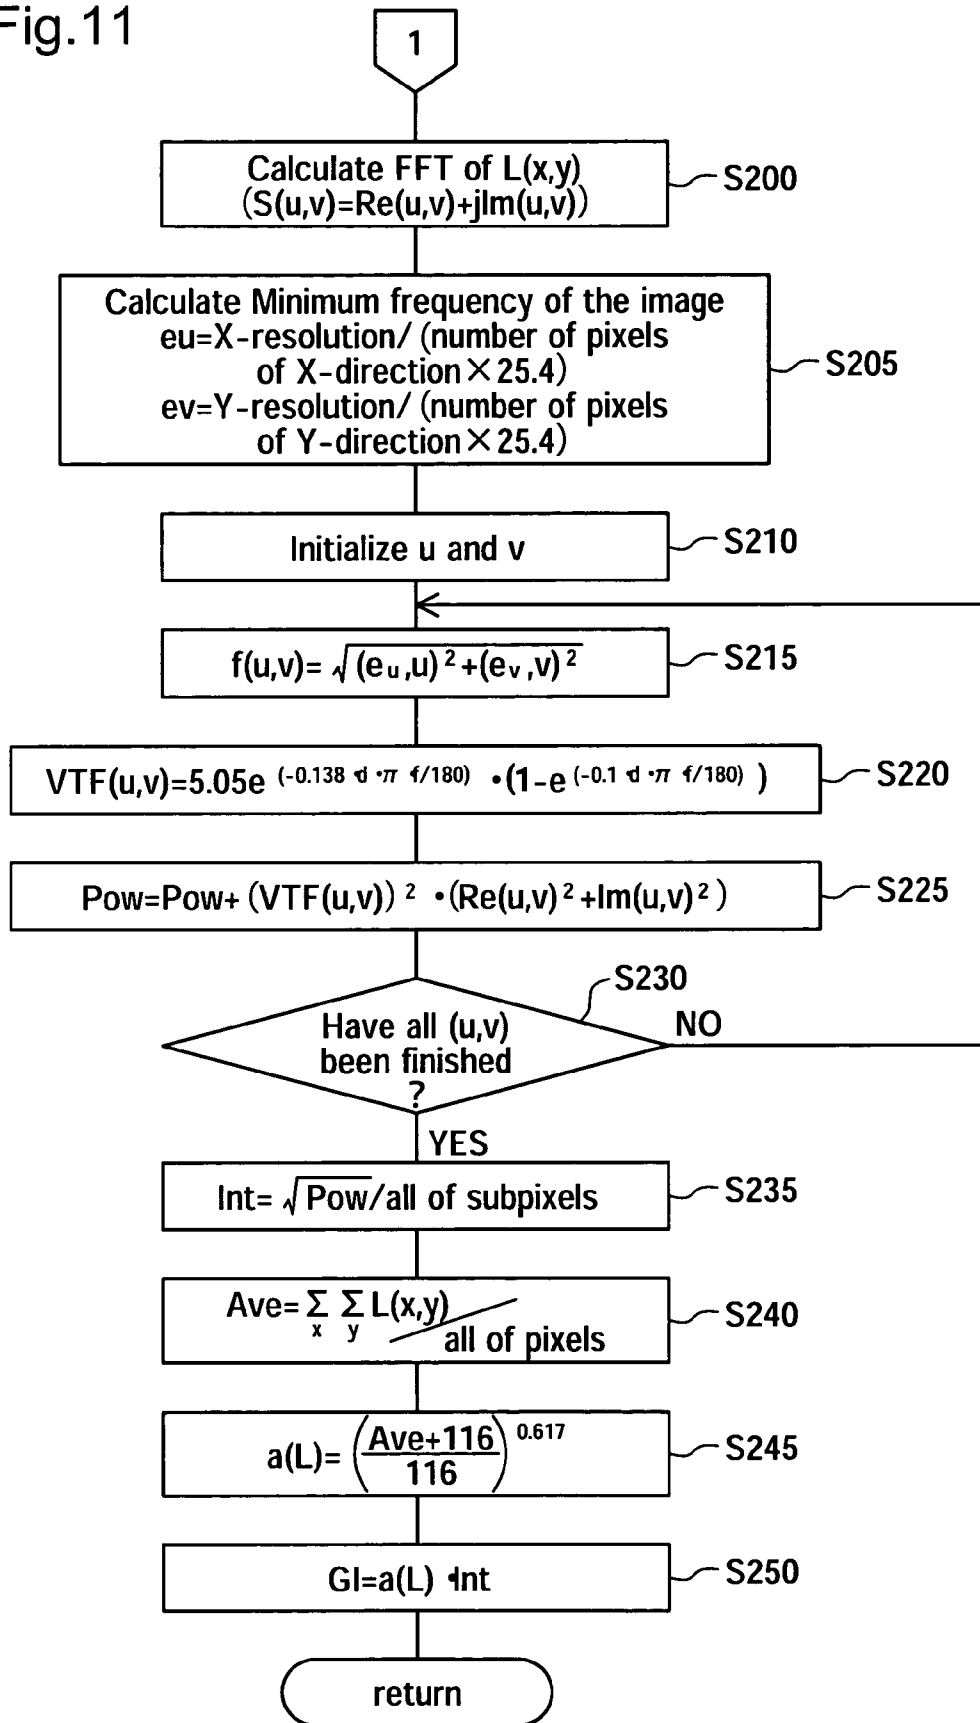 Fig.11
1
Calculate FFT of L(x,y)
(S(u,v)=Re(u,v)+jIm(u,v))
S200
Calculate Minimum frequency of the image
eu=X-resolution/ (number of pixels
of X-direction×25.4)
ev=Y-resolution/ (number of pixels
of Y-direction×25.4)
S205
Initialize u and v
S210
f(u,v)= √(e u,u) ² +(e v,v) ²
S215
VTF(u,v)=5.05e (-0.138 ·d ·π ·f/180) ·(1-e (-0.1 ·d ·π ·f/180) )
S220
Pow=Pow+ (VTF(u,v)) ² ·(Re(u,v)² +Im(u,v)²)
S225
S230
Have all (u,v)
been finished
?
NO
YES
Int= √Pow/all of subpixels
S235
Ave= Σ Σ L(x,y)
x y
all of pixels
S240
a(L)= (Ave+116/116) 0.617
S245
GI=a(L) ·Int
S250
return